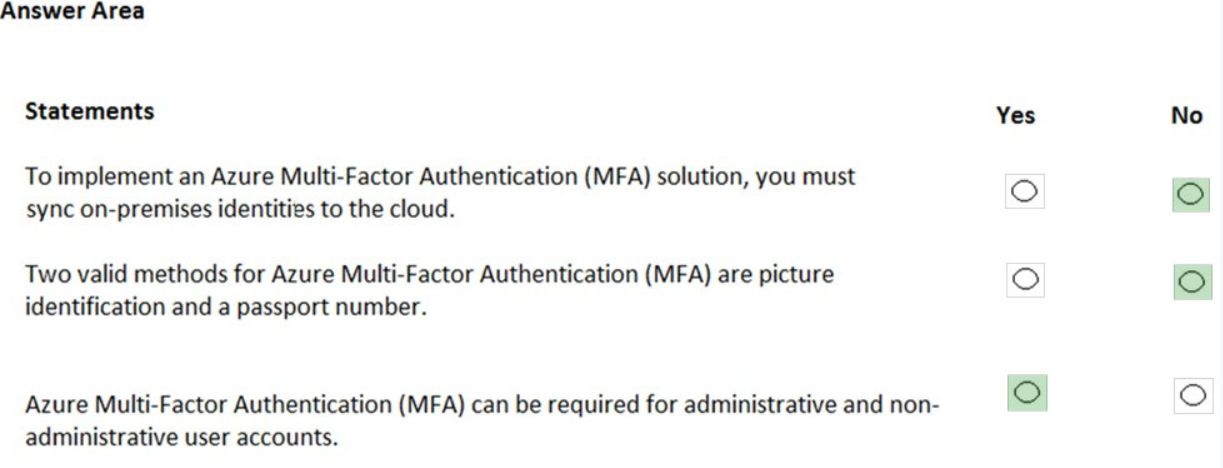 Answer Area
Statements
Yes
No
To implement an Azure Multi-Factor Authentication (MFA) solution, you must
sync on-premises identities to the cloud.
Two valid methods for Azure Multi-Factor Authentication (MFA) are picture
identification and a passport number.
Azure Multi-Factor Authentication (MFA) can be required for administrative and non-
administrative user accounts.